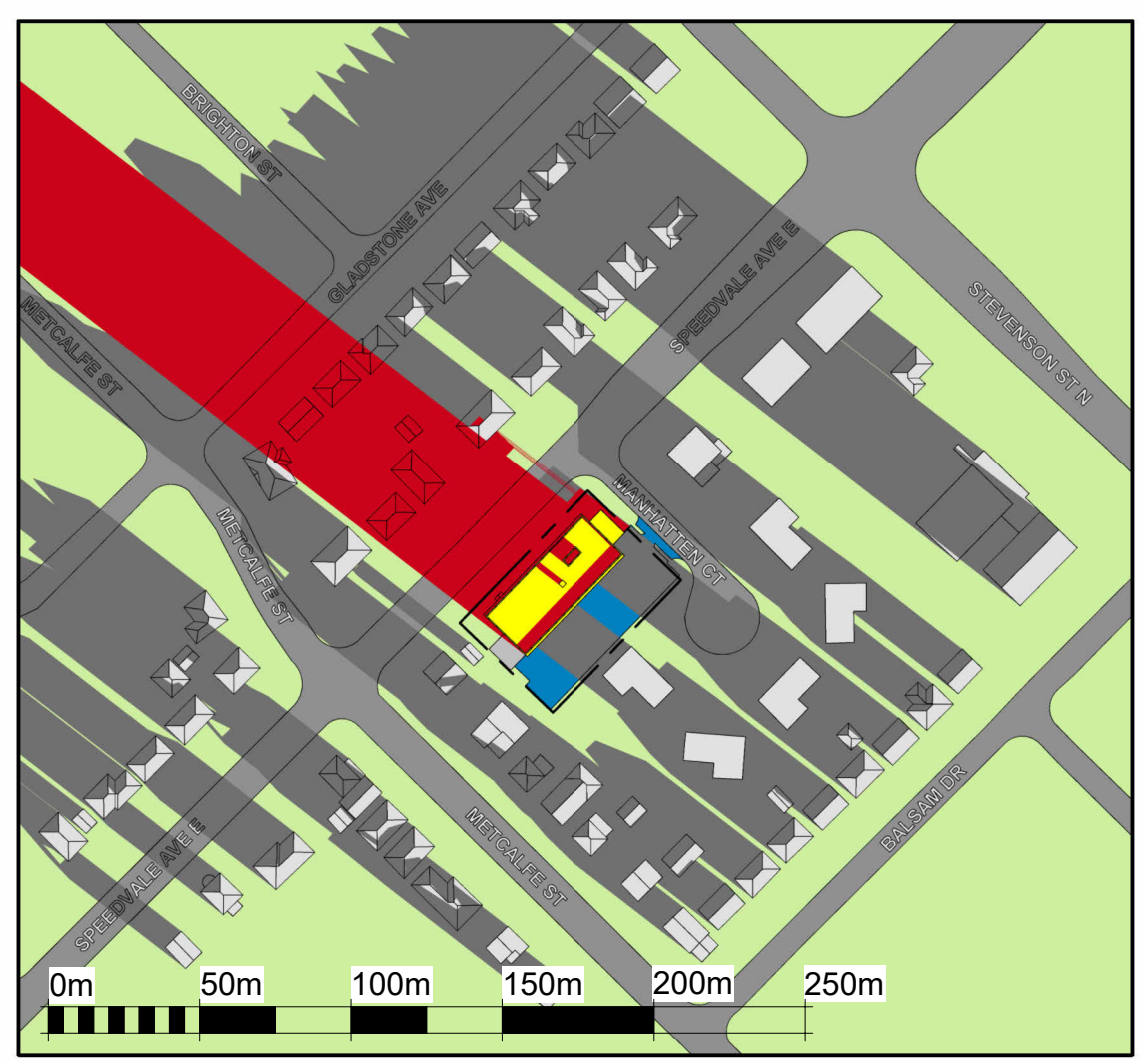 BRIGHTON ST
GLADSTONE AVE
METCALFE ST
SPEEDVALE AVE E
STEVENSON ST N
MANHATTEN CT
METCALFE ST
METCALFE ST
SPEEDVALE AVE E
BALSAM DR
0m 50m 100m 150m 200m 250m